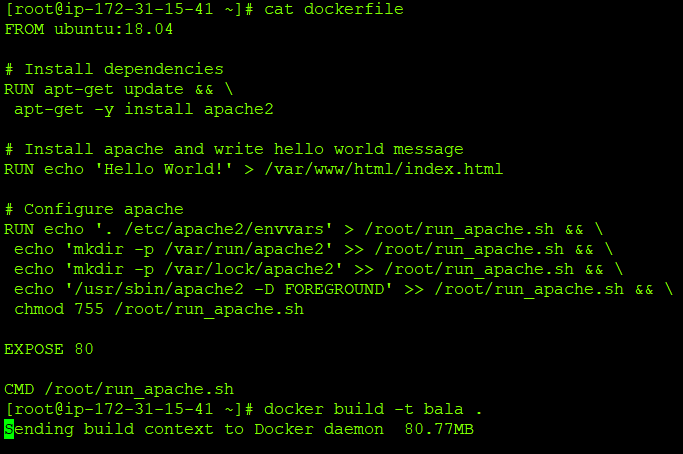 [root@ip-172-31-15-41 ~]# cat dockerfile
FROM ubuntu:18.04

# Install dependencies
RUN apt-get update && \
 apt-get -y install apache2

# Install apache and write hello world message
RUN echo 'Hello World!' > /var/www/html/index.html

# Configure apache
RUN echo '. /etc/apache2/envvars' > /root/run_apache.sh && \
 echo 'mkdir -p /var/run/apache2' >> /root/run_apache.sh && \
 echo 'mkdir -p /var/lock/apache2' >> /root/run_apache.sh && \
 echo '/usr/sbin/apache2 -D FOREGROUND' >> /root/run_apache.sh && \
 chmod 755 /root/run_apache.sh

EXPOSE 80

CMD /root/run_apache.sh
[root@ip-172-31-15-41 ~]# docker build -t bala .
Sending build context to Docker daemon  80.77MB